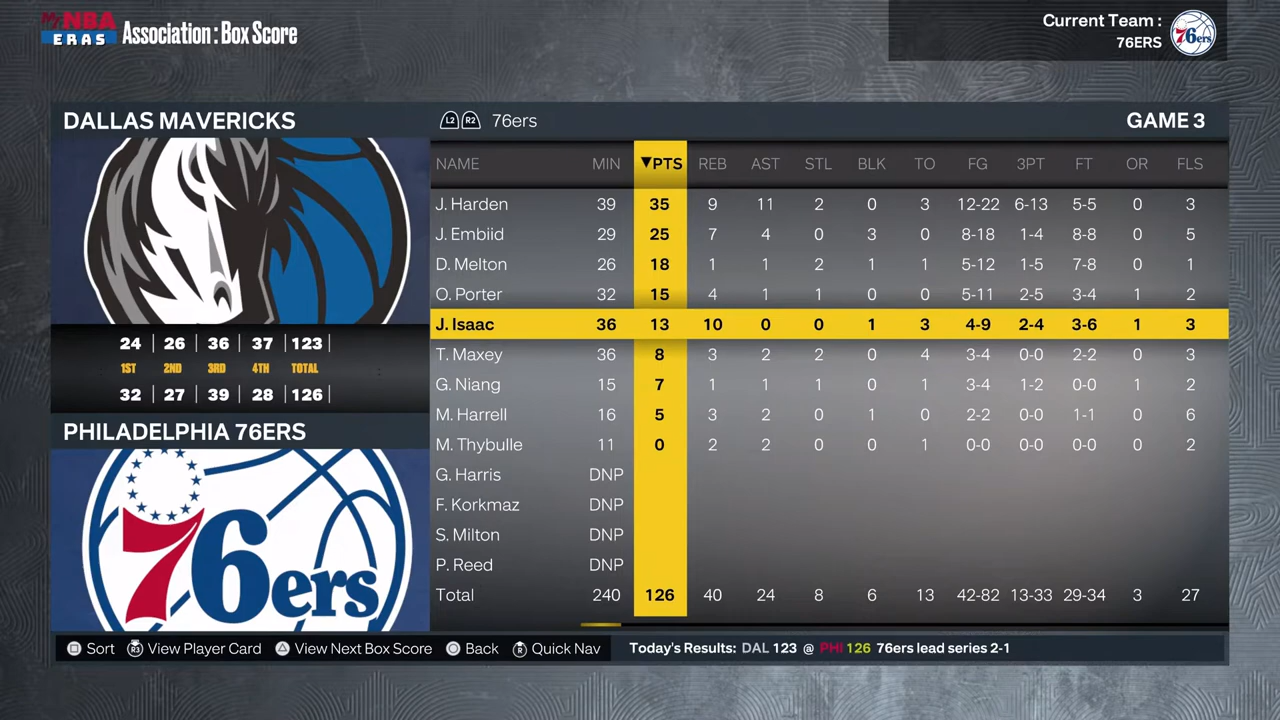 MyNBA
ERAS
Association : Box Score
Current Team :
76ERS
76ers
DALLAS MAVERICKS
24 | 26 | 36 | 37 | 123 |
1ST 2ND 3RD 4TH TOTAL
32 | 27 | 39 | 28 | 126 |
PHILADELPHIA 76ERS
76ers
L2 R2 76ers GAME 3
NAME MIN ▼PTS REB AST STL BLK TO FG 3PT FT OR FLS
J. Harden 39 35 9 11 2 0 3 12-22 6-13 5-5 0 3
J. Embiid 29 25 7 4 0 3 0 8-18 1-4 8-8 0 5
D. Melton 26 18 1 1 2 1 1 5-12 1-5 7-8 0 1
O. Porter 32 15 4 1 1 0 0 5-11 2-5 3-4 1 2
J. Isaac 36 13 10 0 0 1 3 4-9 2-4 3-6 1 3
T. Maxey 36 8 3 2 2 0 4 3-4 0-0 2-2 0 3
G. Niang 15 7 1 1 1 0 1 3-4 1-2 0-0 1 2
M. Harrell 16 5 3 2 0 1 0 2-2 0-0 1-1 0 6
M. Thybulle 11 0 2 2 0 0 1 0-0 0-0 0-0 0 2
G. Harris DNP
F. Korkmaz DNP
S. Milton DNP
P. Reed DNP
Total 240 126 40 24 8 6 13 42-82 13-33 29-34 3 27
Sort R3 View Player Card View Next Box Score Back R Quick Nav
Today's Results: DAL 123 @ PHI 126 76ers lead series 2-1